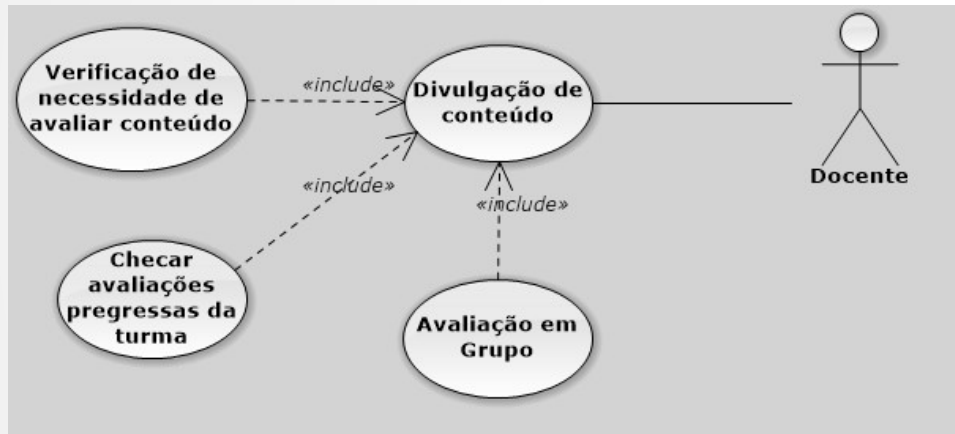 Verificação de
necessidade de
avaliar conteúdo
«include»
Divulgação de
conteúdo
Docente
«include»
«include»
Checar
avaliações
pregressas da
turma
Avaliação em
Grupo